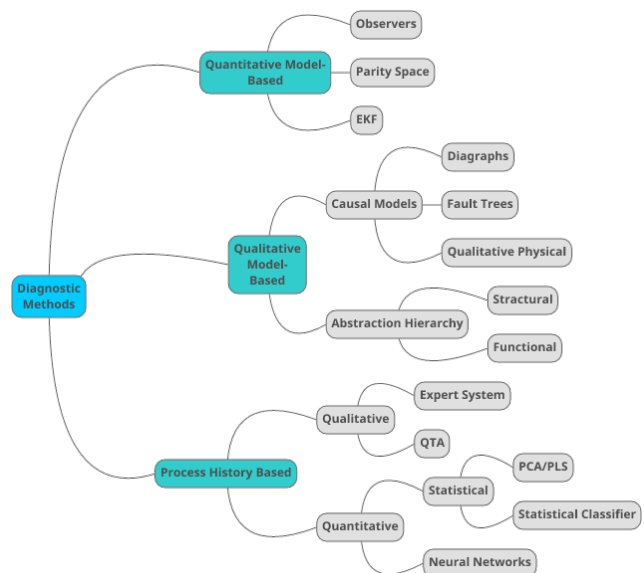 Observers
Quantitative Model-
Based
Parity Space
EKF
Diagraphs
Causal Models
Fault Trees
Qualitative
Model-
Based
Qualitative Physical
Diagnostic
Methods
Stractural
Abstraction Hierarchy
Functional
Expert System
Qualitative
QTA
Process History Based
PCA/PLS
Statistical
Statistical Classifier
Quantitative
Neural Networks